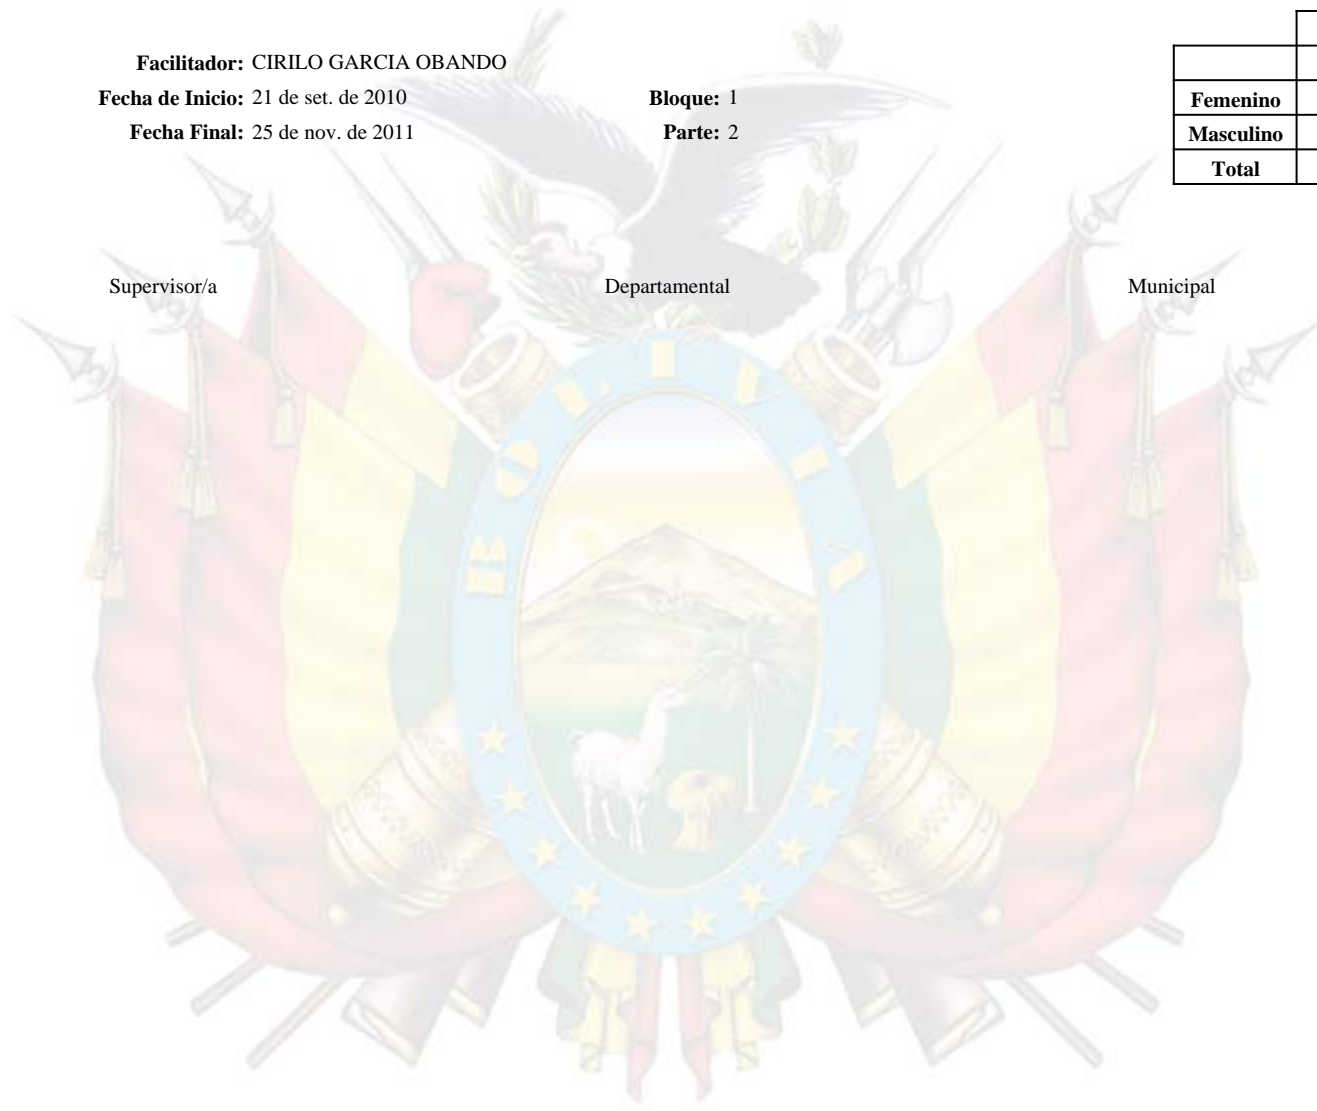 Facilitador: CIRILO GARCIA OBANDO
Fecha de Inicio: 21 de set. de 2010 Bloque: 1
Femenino
Fecha Final: 25 de nov. de 2011 Parte: 2
Masculino
Total
Supervisor/a Departamental Municipal
BOLIVIA